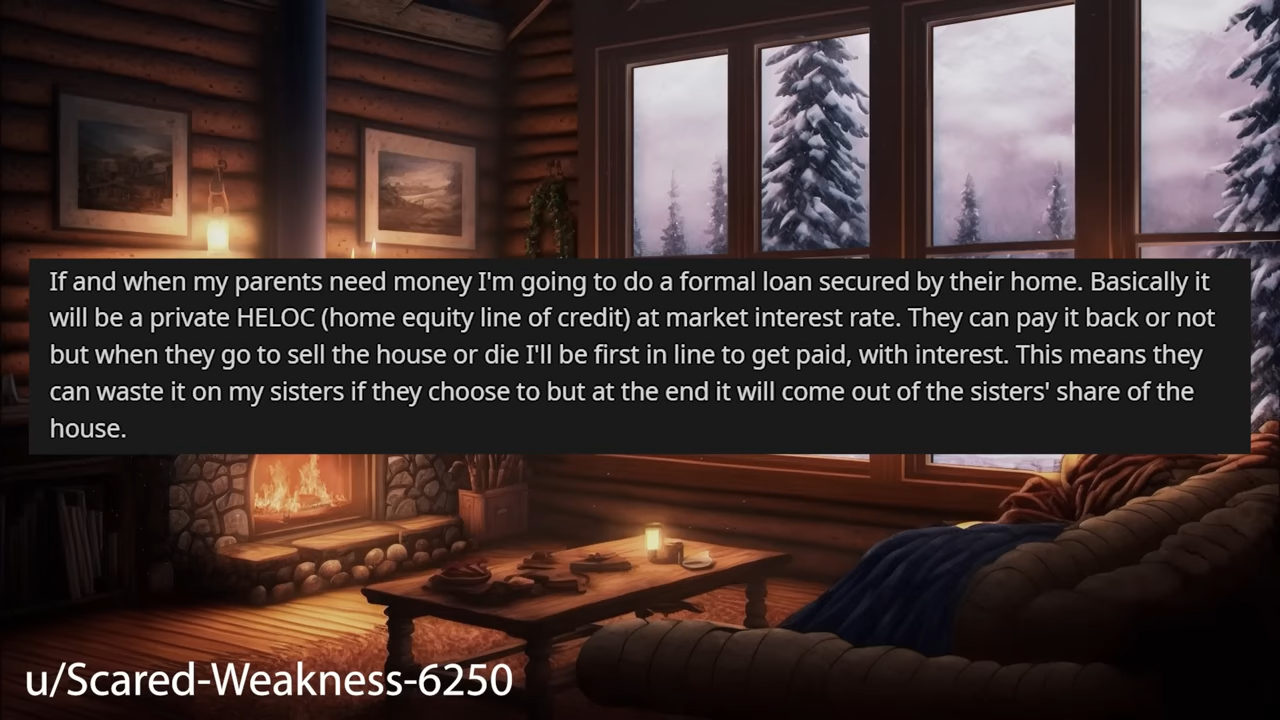 If and when my parents need money I'm going to do a formal loan secured by their home. Basically it
will be a private HELOC (home equity line of credit) at market interest rate. They can pay it back or not
but when they go to sell the house or die I'll be first in line to get paid, with interest. This means they
can waste it on my sisters if they choose to but at the end it will come out of the sisters' share of the
house.
u/Scared-Weakness-6250